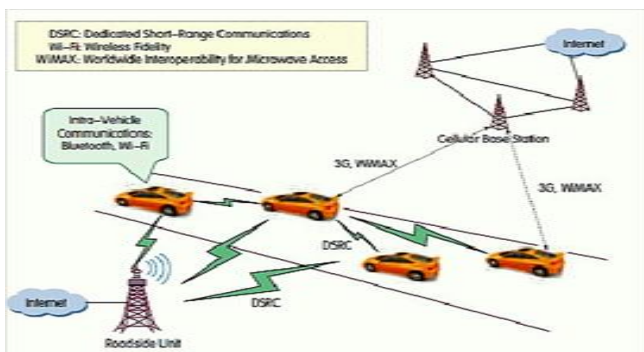 DSRC: Dedicated Short-Range Communications
Wi-Fi: Wireless Fidelity
WiMAX: Worldwide Interoperability for Microwave Access
Internet
Intra-Vehicle
Communications:
Bluetooth, Wi-Fi
Cellular Base Station
3G, WiMAX
3G, WiMAX
DSRC
DSRC
Internet
Roadside Unit